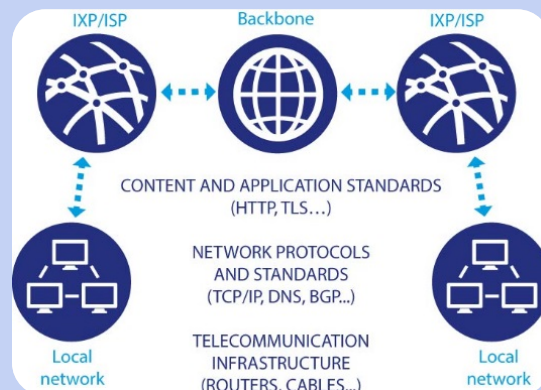 IXP/ISP
Backbone
IXP/ISP
CONTENT AND APPLICATION STANDARDS
(HTTP, TLS...)
NETWORK PROTOCOLS
AND STANDARDS
(TCP/IP, DNS, BGP...)
TELECOMMUNICATION
INFRASTRUCTURE
(ROUTERS, CABLES...)
Local
network
Local
network